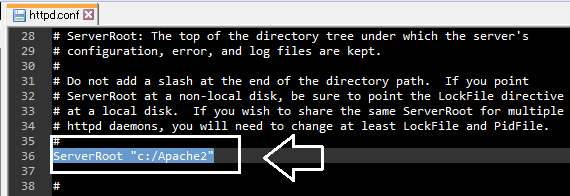 httpd.conf
28 # ServerRoot: The top of the directory tree under which the server's
29 # configuration, error, and log files are kept.
30 #
31 # Do not add a slash at the end of the directory path.  If you point
32 # ServerRoot at a non-local disk, be sure to point the LockFile directive
33 # at a local disk.  If you wish to share the same ServerRoot for multiple
34 # httpd daemons, you will need to change at least LockFile and PidFile.
35 #
36 ServerRoot "c:/Apache2"
37
38 #